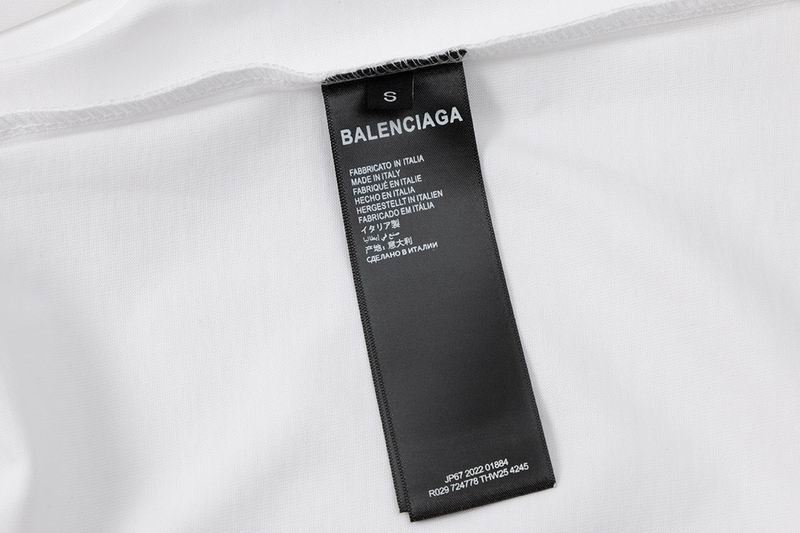 S
BALENCIAGA
FABBRICATO IN ITALIA
MADE IN ITALY
FABRIQUÉ EN ITALIE
HECHO EN ITALIA
HERGESTELLT IN ITALIEN
FABRICADO EM ITÁLIA
イタリア製
صنع في إيطاليا
产地：意大利
СДЕЛАНО В ИТАЛИИ
JP67 2022 01884
R029 724778 THW25 4245